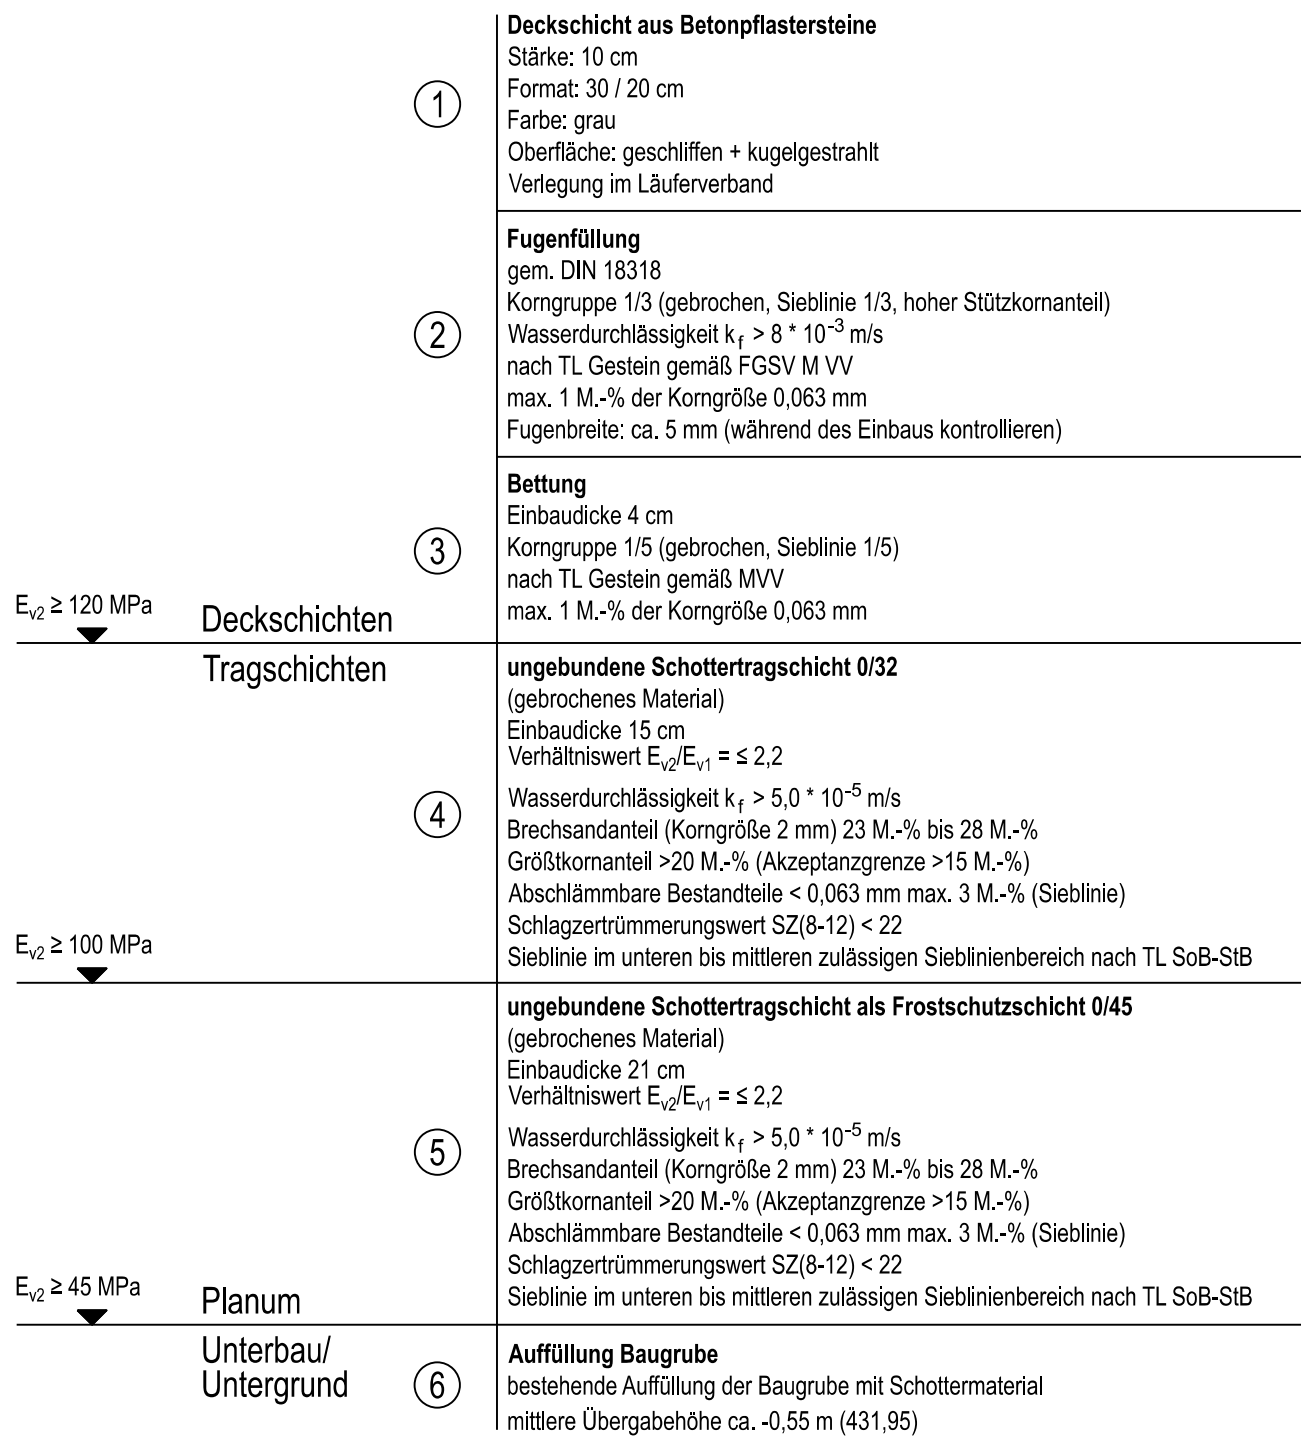 Deckschicht aus Betonpflastersteine
Stärke: 10 cm
Format: 30 / 20 cm
① Farbe: grau
Oberfläche: geschliffen + kugelgestrahlt
Verlegung im Läuferverband
Fugenfüllung
gem. DIN 18318
Korngruppe 1/3 (gebrochen, Sieblinie 1/3, hoher Stützkornanteil)
② Wasserdurchlässigkeit k_f > 8 * 10^-3 m/s
nach TL Gestein gemäß FGSV M VV
max. 1 M.-% der Korngröße 0,063 mm
Fugenbreite: ca. 5 mm (während des Einbaus kontrollieren)
Bettung
Einbaudicke 4 cm
③ Korngruppe 1/5 (gebrochen, Sieblinie 1/5)
nach TL Gestein gemäß MVV
max. 1 M.-% der Korngröße 0,063 mm
E_v2 ≥ 120 MPa
Deckschichten
Tragschichten
ungebundene Schottertragschicht 0/32
(gebrochenes Material)
Einbaudicke 15 cm
Verhältniswert E_v2/E_v1 = ≤ 2,2
Wasserdurchlässigkeit k_f > 5,0 * 10^-5 m/s
④ Brechsandanteil (Korngröße 2 mm) 23 M.-% bis 28 M.-%
Größtkornanteil >20 M.-% (Akzeptanzgrenze >15 M.-%)
Abschlämmbare Bestandteile < 0,063 mm max. 3 M.-% (Sieblinie)
Schlagzertrümmerungswert SZ(8-12) < 22
Sieblinie im unteren bis mittleren zulässigen Sieblinienbereich nach TL SoB-StB
E_v2 ≥ 100 MPa
ungebundene Schottertragschicht als Frostschutzschicht 0/45
(gebrochenes Material)
Einbaudicke 21 cm
Verhältniswert E_v2/E_v1 = ≤ 2,2
Wasserdurchlässigkeit k_f > 5,0 * 10^-5 m/s
⑤ Brechsandanteil (Korngröße 2 mm) 23 M.-% bis 28 M.-%
Größtkornanteil >20 M.-% (Akzeptanzgrenze >15 M.-%)
Abschlämmbare Bestandteile < 0,063 mm max. 3 M.-% (Sieblinie)
Schlagzertrümmerungswert SZ(8-12) < 22
Sieblinie im unteren bis mittleren zulässigen Sieblinienbereich nach TL SoB-StB
E_v2 ≥ 45 MPa
Planum
Unterbau/
Untergrund
⑥
Auffüllung Baugrube
bestehende Auffüllung der Baugrube mit Schottermaterial
mittlere Übergabehöhe ca. -0,55 m (431,95)